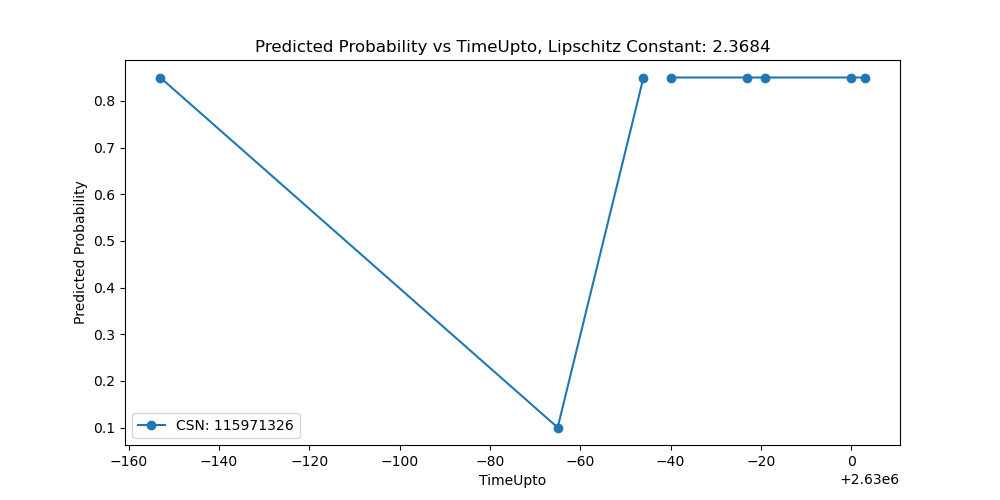 Predicted Probability vs TimeUpto, Lipschitz Constant: 2.3684
Predicted Probability
0.8
0.7
0.6
0.5
0.4
0.3
0.2
0.1
CSN: 115971326
−160 −140 −120 −100 −80 −60 −40 −20 0
TimeUpto
+2.63e6